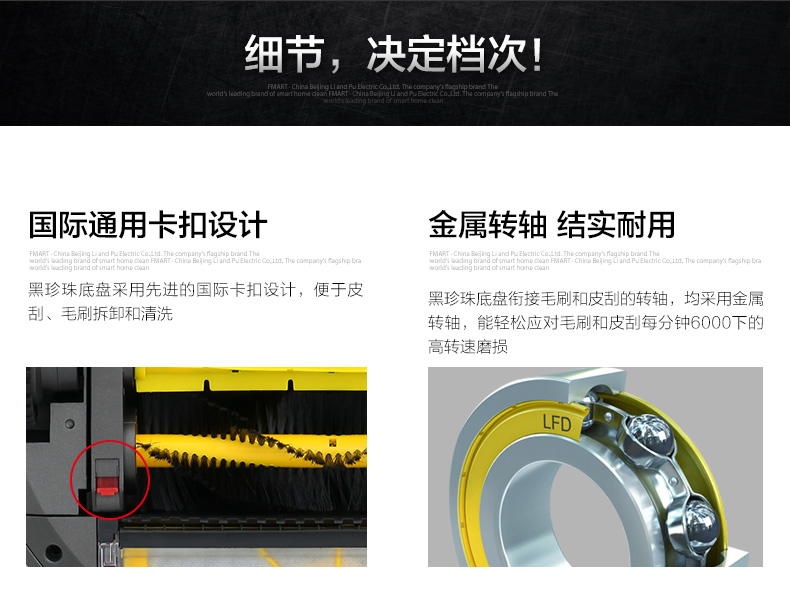 细节，决定档次!
FMART - China Beijing Li and Pu Electric Co.,Ltd. The company's flagship brand The
world's leading brand of smart home clean FMART - China Beijing Li and Pu Electric Co.,Ltd. The company's flagship brand The
world's leading brand of smart home clean
国际通用卡扣设计
FMART - China Beijing Li and Pu Electric Co.,Ltd. The company's flagship brand The
world's leading brand of smart home clean FMART - China Beijing Li and Pu Electric Co.,Ltd. The company's flagship bra
world's leading brand of smart home clean
黑珍珠底盘采用先进的国际卡扣设计，便于皮
刮、毛刷拆卸和清洗
金属转轴 结实耐用
FMART - China Beijing Li and Pu Electric Co.,Ltd. The company's flagship brand The
world's leading brand of smart home clean FMART - China Beijing Li and Pu Electric Co.,Ltd. The company's flagship bra
world's leading brand of smart home clean
黑珍珠底盘衔接毛刷和皮刮的转轴，均采用金属
转轴，能轻松应对毛刷和皮刮每分钟6000下的
高转速磨损
LFD